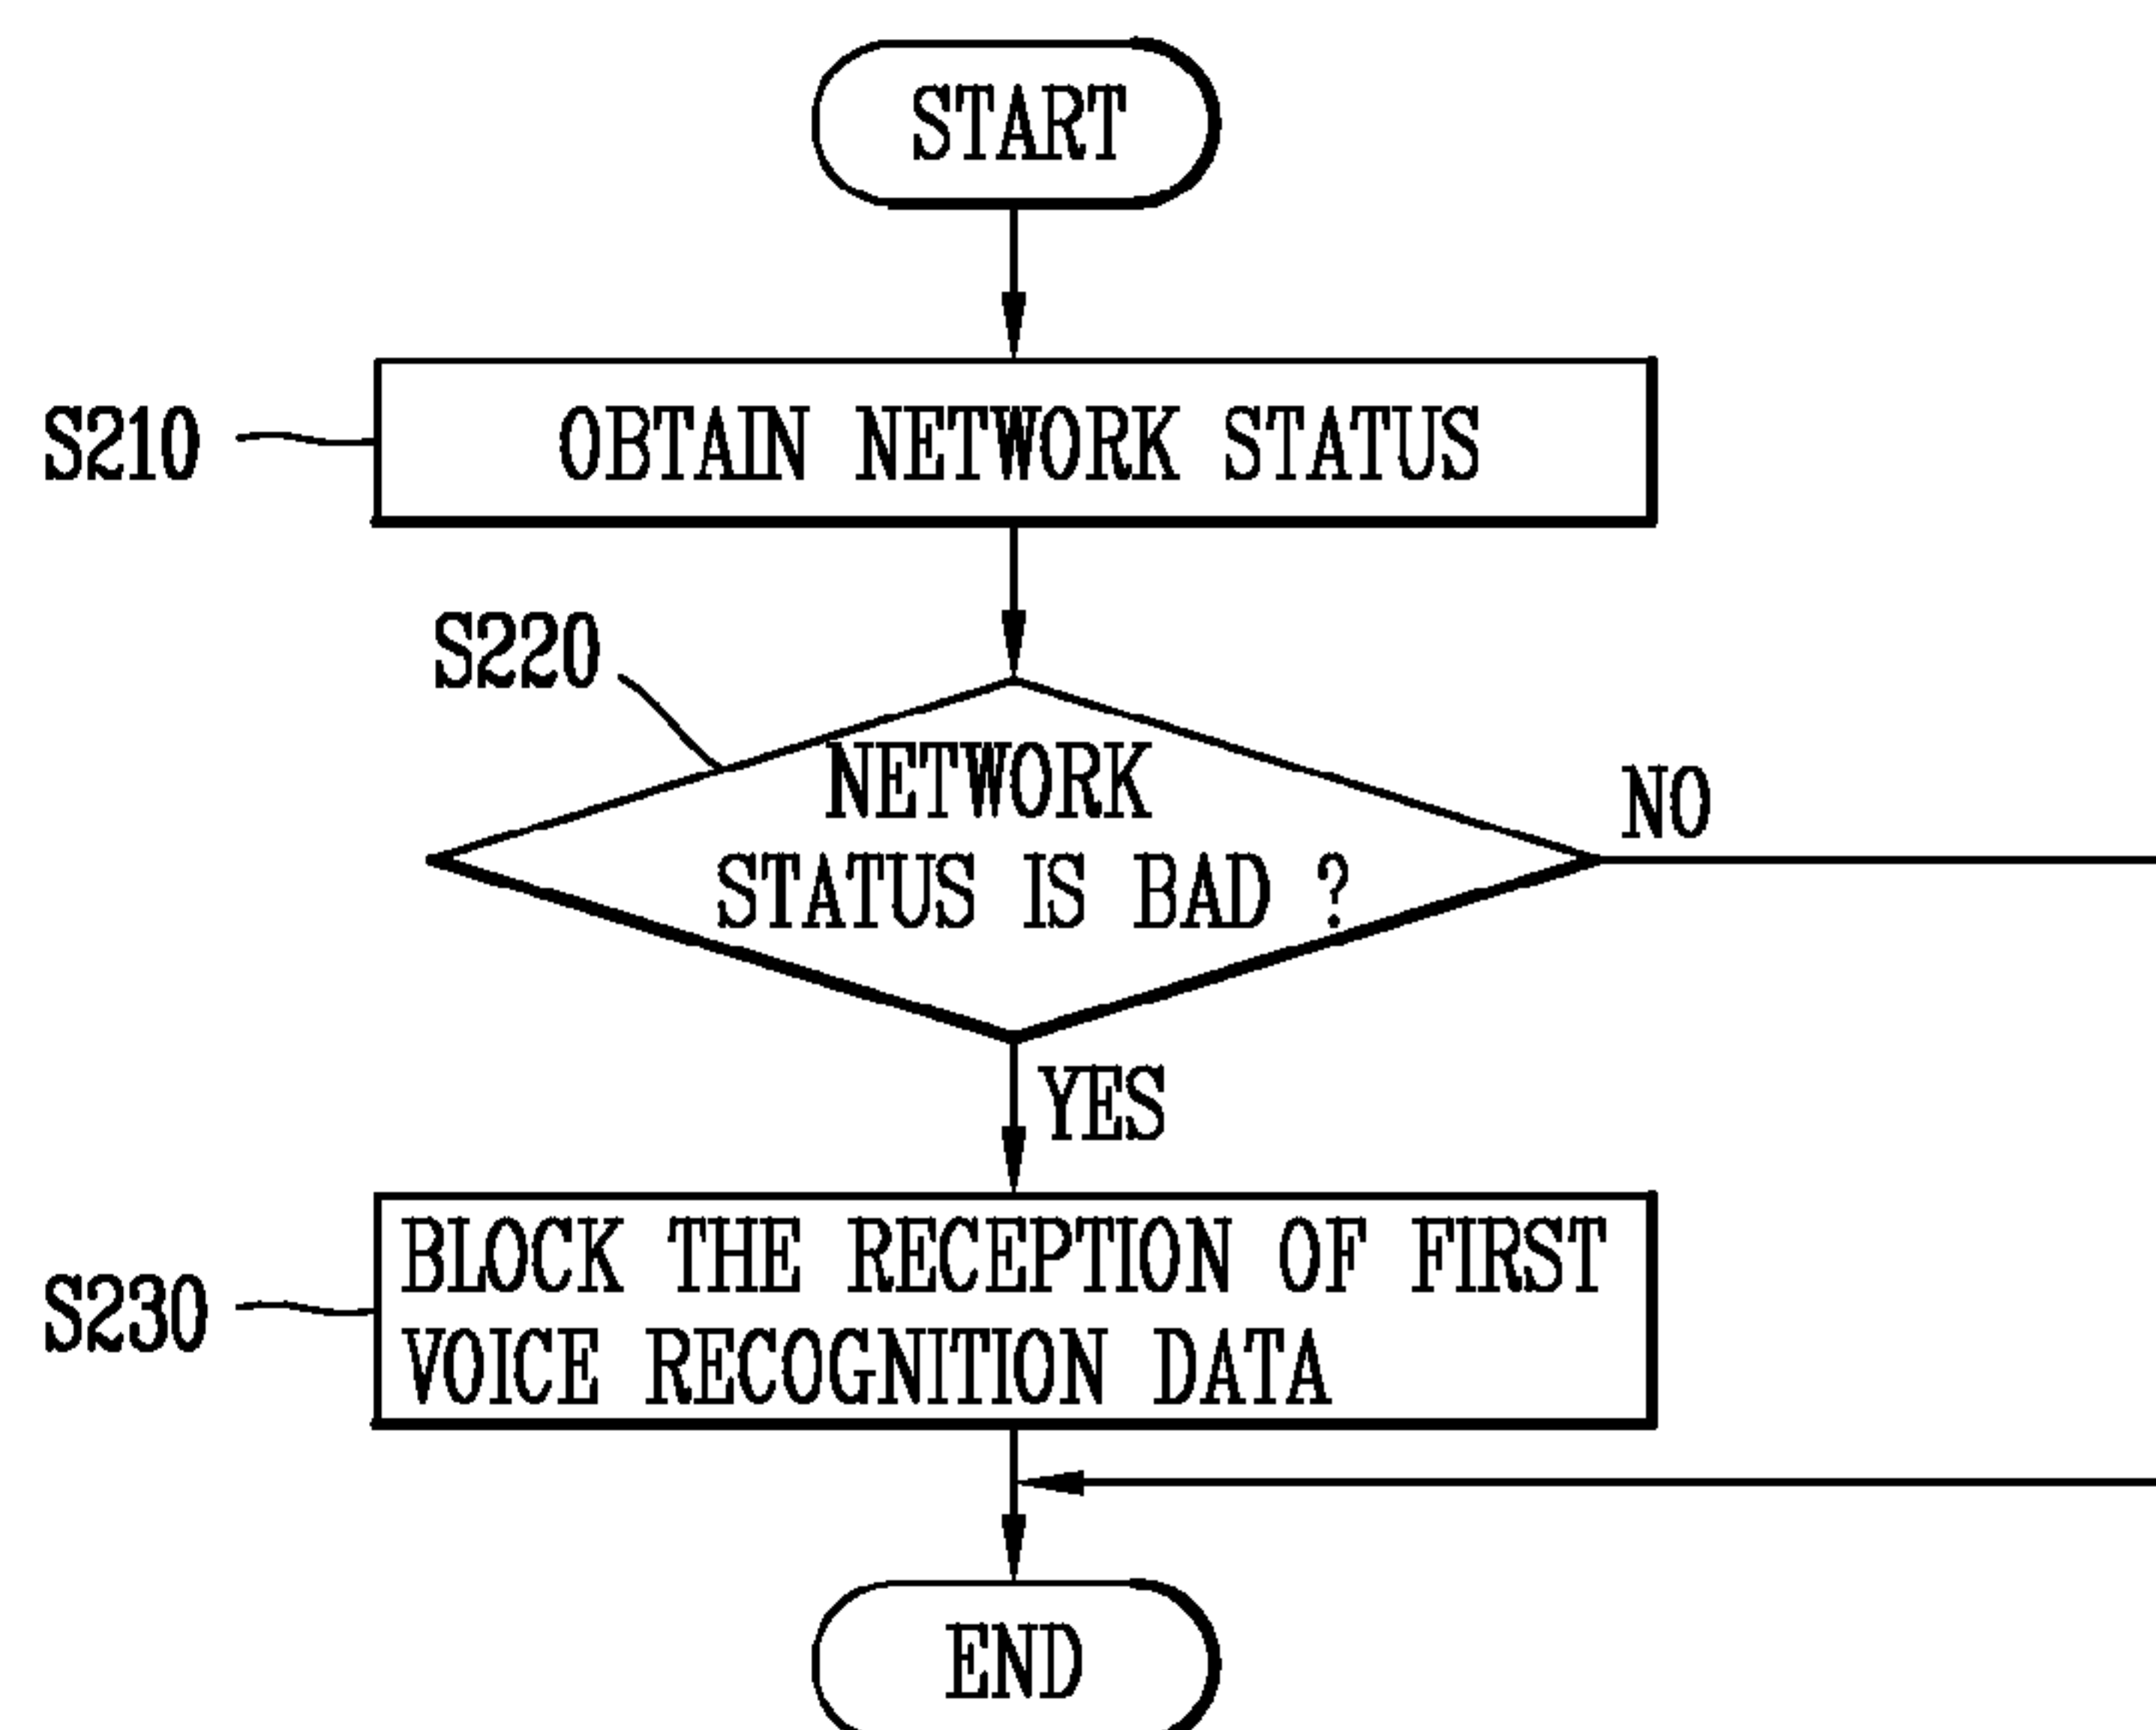 START
S210
OBTAIN NETWORK STATUS
S220
NETWORK
STATUS IS BAD ?
NO
YES
S230
BLOCK THE RECEPTION OF FIRST
VOICE RECOGNITION DATA
END